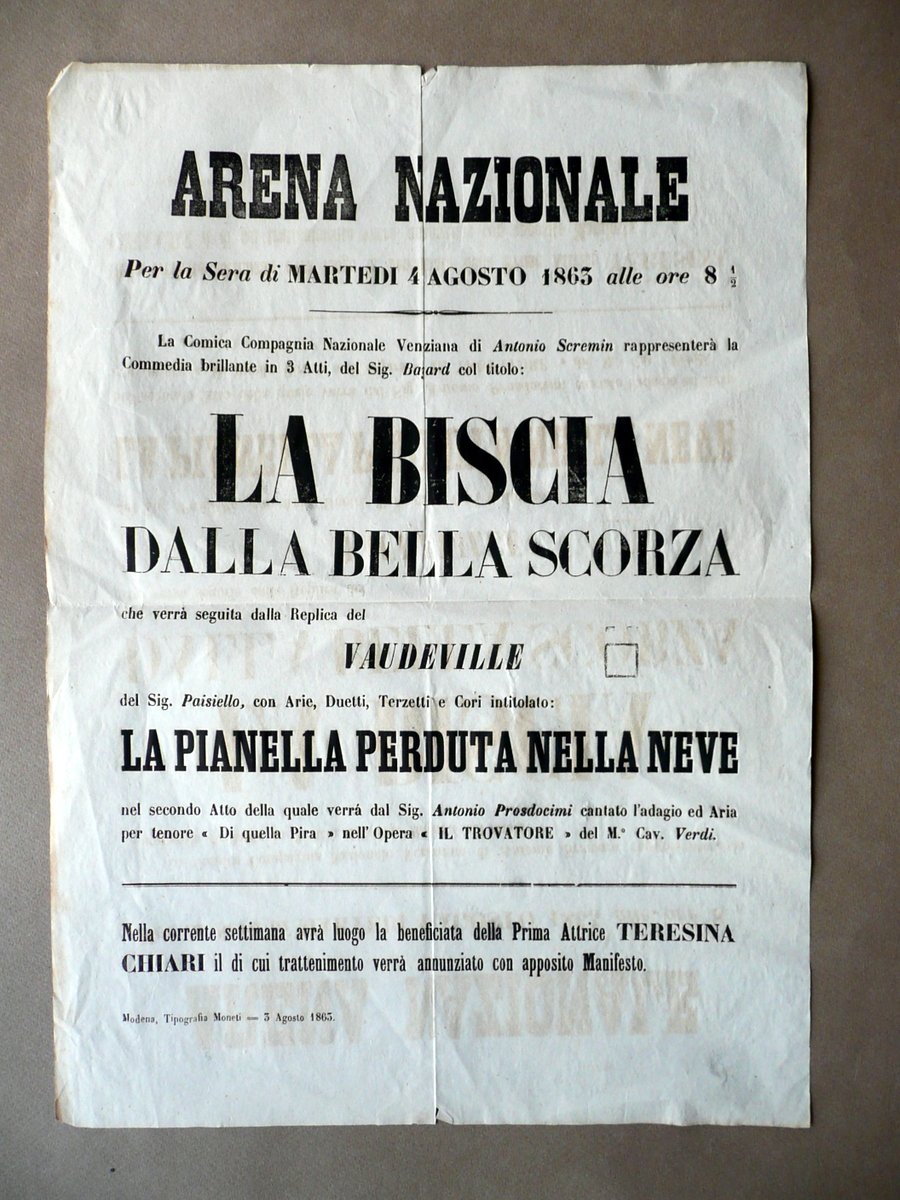 ARENA NAZIONALE
Per la Sera di MARTEDI 4 AGOSTO 1863 alle ore 8 1/2
La Comica Compagnia Nazionale Veneziana di Antonio Scremin rappresenterà la
Commedia brillante in 3 Atti, del Sig. Bajard col titolo:
LA BISCIA
DALLA BELLA SCORZA
che verrà seguita dalla Replica del
VAUDEVILLE
del Sig. Paisiello, con Arie, Duetti, Terzetti e Cori intitolato:
LA PIANELLA PERDUTA NELLA NEVE
nel secondo Atto della quale verrá dal Sig. Antonio Prosdocimi cantato l'adagio ed Aria
per tenore « Di quella Pira » nell'Opera « IL TROVATORE » del M.° Cav. Verdi.
Nella corrente settimana avrà luogo la beneficiata della Prima Attrice TERESINA
CHIARI il di cui trattenimento verrà annunziato con apposito Manifesto.
Modena, Tipografia Moneti — 3 Agosto 1863.